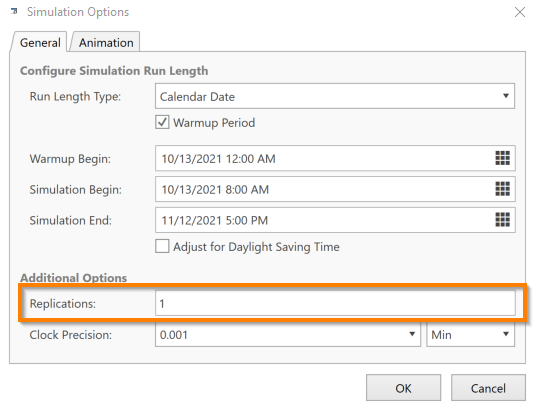 Simulation Options
General Animation
Configure Simulation Run Length
Run Length Type: Calendar Date
Warmup Period
Warmup Begin: 10/13/2021 12:00 AM
Simulation Begin: 10/13/2021 8:00 AM
Simulation End: 11/12/2021 5:00 PM
Adjust for Daylight Saving Time
Additional Options
Replications: 1
Clock Precision: 0.001 Min
OK Cancel